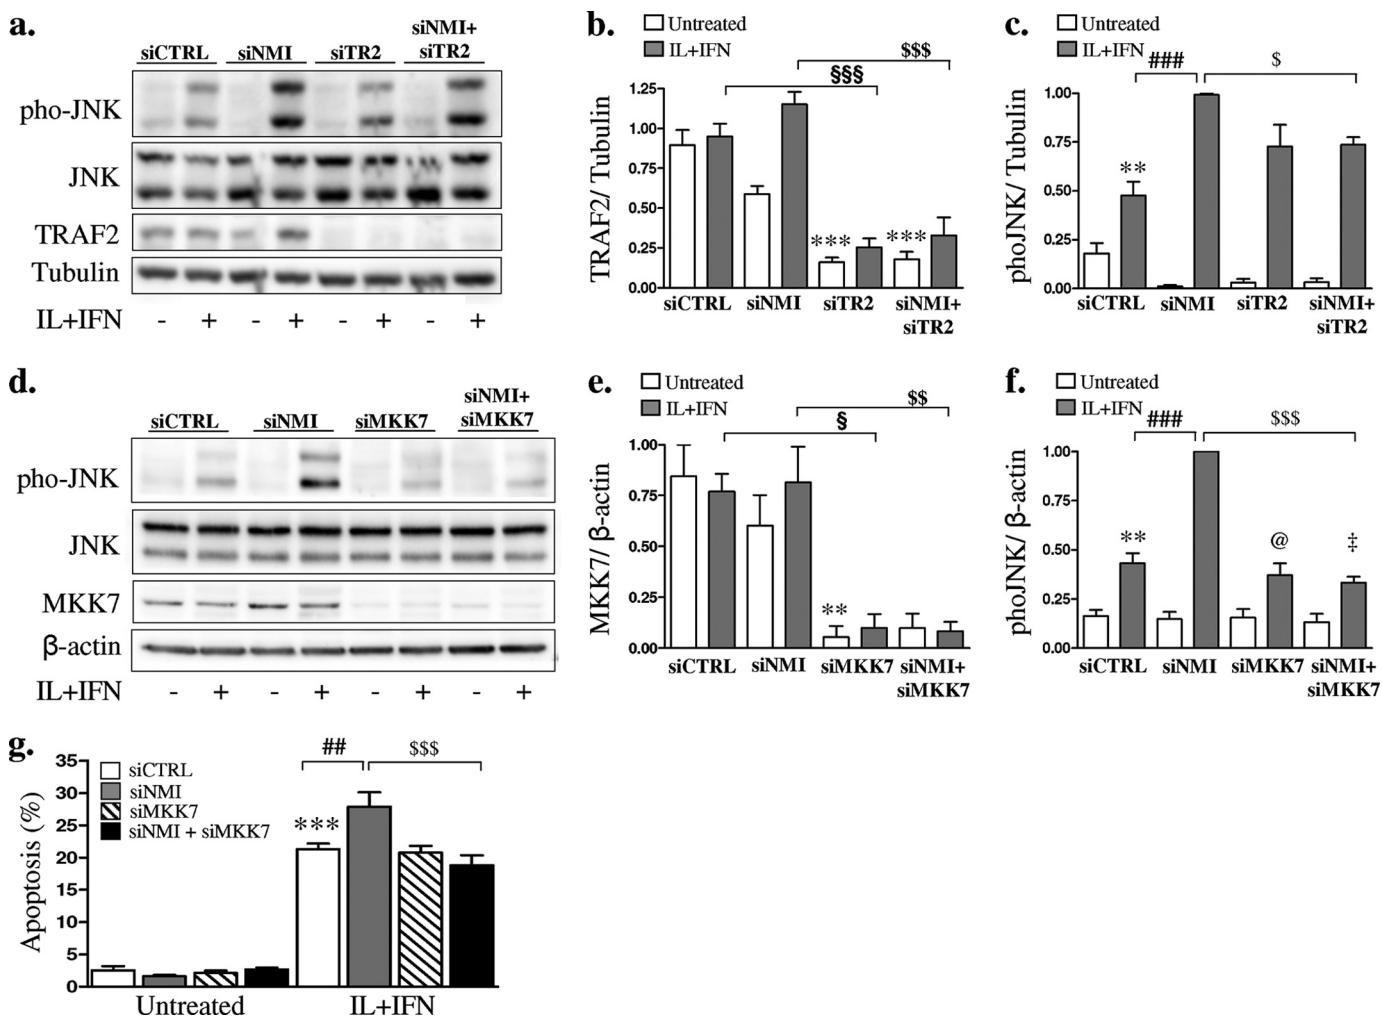 a.
siCTRL siNMI siTR2 siNMI+
siTR2
pho-JNK
JNK
TRAF2
Tubulin
IL+IFN - + - + - + - +
b.
Untreated
IL+IFN
$$$
§§§
TRAF2/ Tubulin
1.25
1.00
0.75
0.50
0.25
0.00
*** ***
siCTRL siNMI siTR2 siNMI+
siTR2
c.
Untreated
IL+IFN
### $
phoJNK/ Tubulin
1.00
0.75
0.50
0.25
0.00
**
siCTRL siNMI siTR2 siNMI+
siTR2
d.
siCTRL siNMI siMKK7 siNMI+
siMKK7
pho-JNK
JNK
MKK7
β-actin
IL+IFN - + - + - + - +
e.
Untreated
IL+IFN
$$
§
MKK7/ β-actin
1.00
0.75
0.50
0.25
0.00
**
siCTRL siNMI siMKK7 siNMI+
siMKK7
f.
Untreated
IL+IFN
### $$$
phoJNK/ β-actin
1.00
0.75
0.50
0.25
0.00
** @ ‡
siCTRL siNMI siMKK7 siNMI+
siMKK7
g.
siCTRL
siNMI
siMKK7
siNMI + siMKK7
## $$$
***
Apoptosis (%)
35
30
25
20
15
10
5
0
Untreated IL+IFN